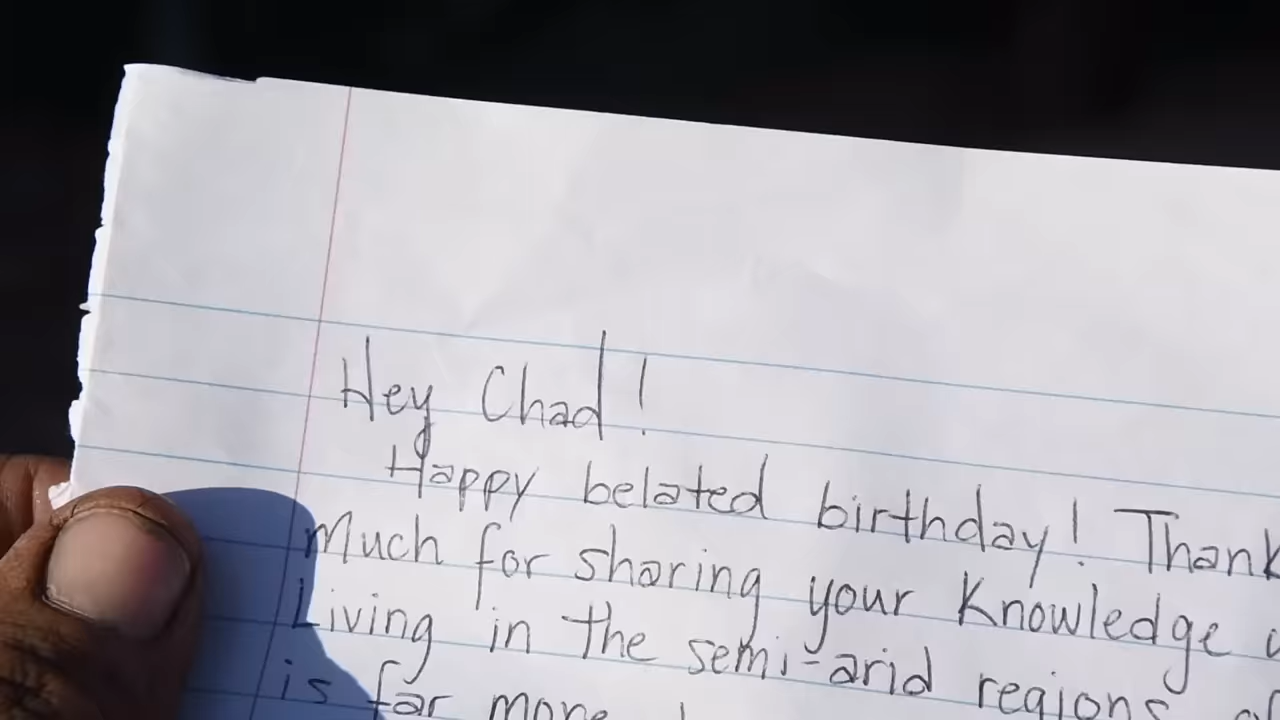 Hey Chad!
Happy belated birthday! Thank
Much for sharing your Knowledge
Living in the semi-arid regions of
is far more